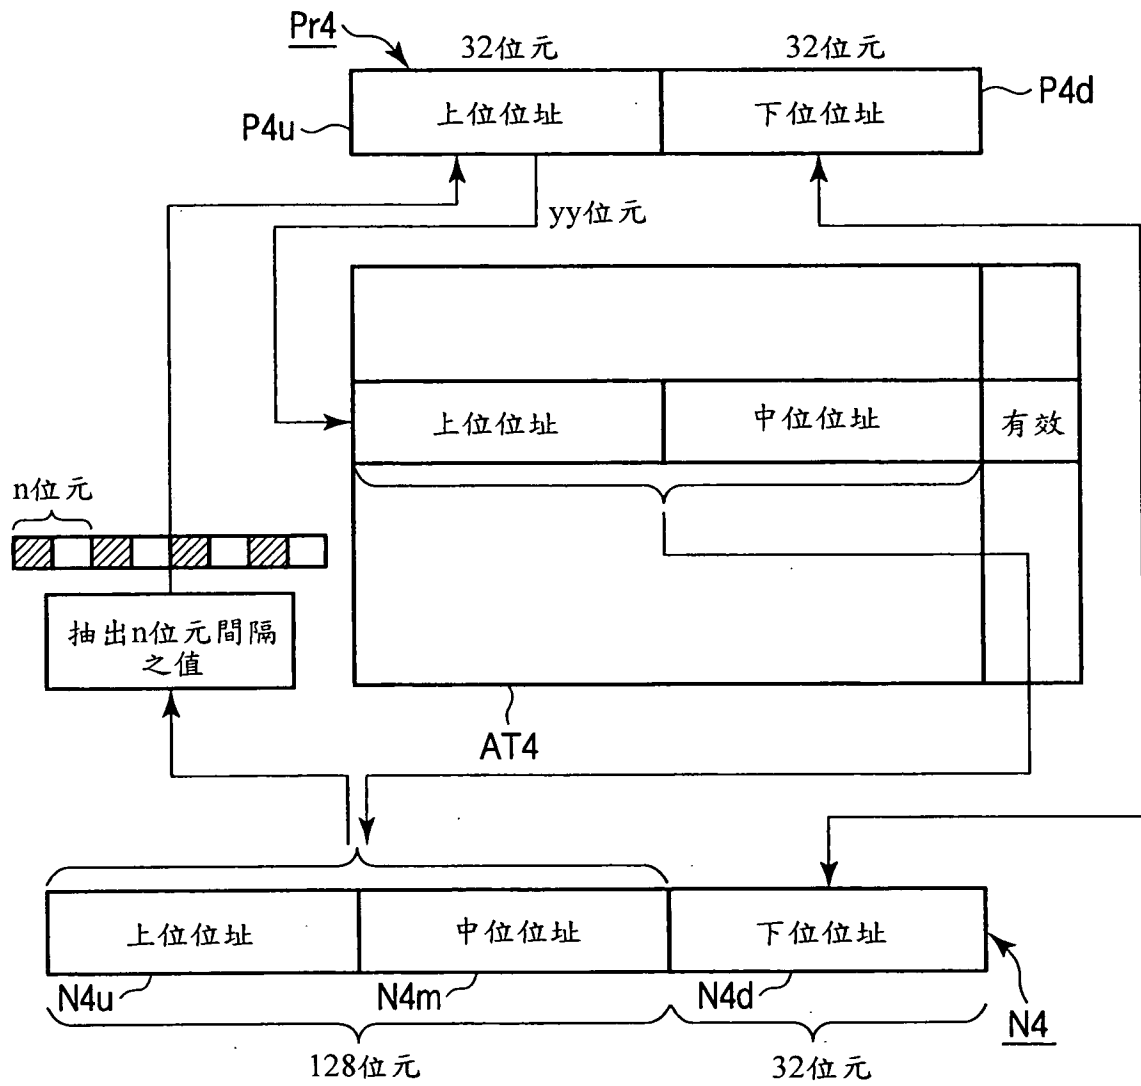 Pr4
32位元
32位元
P4u
上位位址
下位位址
P4d
yy位元
上位位址
中位位址
有效
n位元
抽出n位元間隔
之值
AT4
上位位址
中位位址
下位位址
N4u
N4m
N4d
N4
128位元
32位元